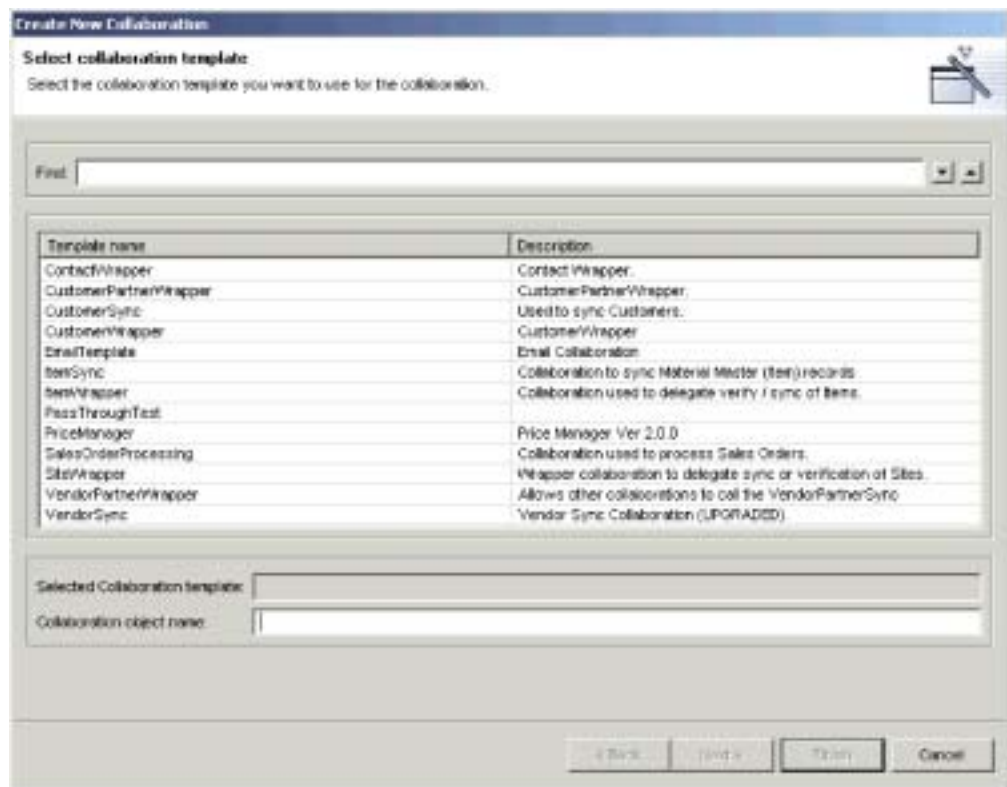 Create New Collaboration
Select collaboration template
Select the collaboration template you want to use for the collaboration.
Find:
Template name Description
ContactWrapper Contact Wrapper.
CustomerPartnerWrapper CustomerPartnerWrapper.
CustomerSync Used to sync Customers.
CustomerWrapper CustomerWrapper
EmailTemplate Email Collaboration
ItemSync Collaboration to sync Material Master (Item) records
ItemWrapper Collaboration used to delegate verify / sync of Items.
PassThroughTest
PriceManager Price Manager Ver 2.0.0
SalesOrderProcessing Collaboration used to process Sales Orders.
SiteWrapper Wrapper collaboration to delegate sync or verification of Sites.
VendorPartnerWrapper Allows other collaborations to call the VendorPartnerSync
VendorSync Vendor Sync Collaboration (UPGRADED)
Selected Collaboration template:
Collaboration object name:
< Back Next > Finish Cancel